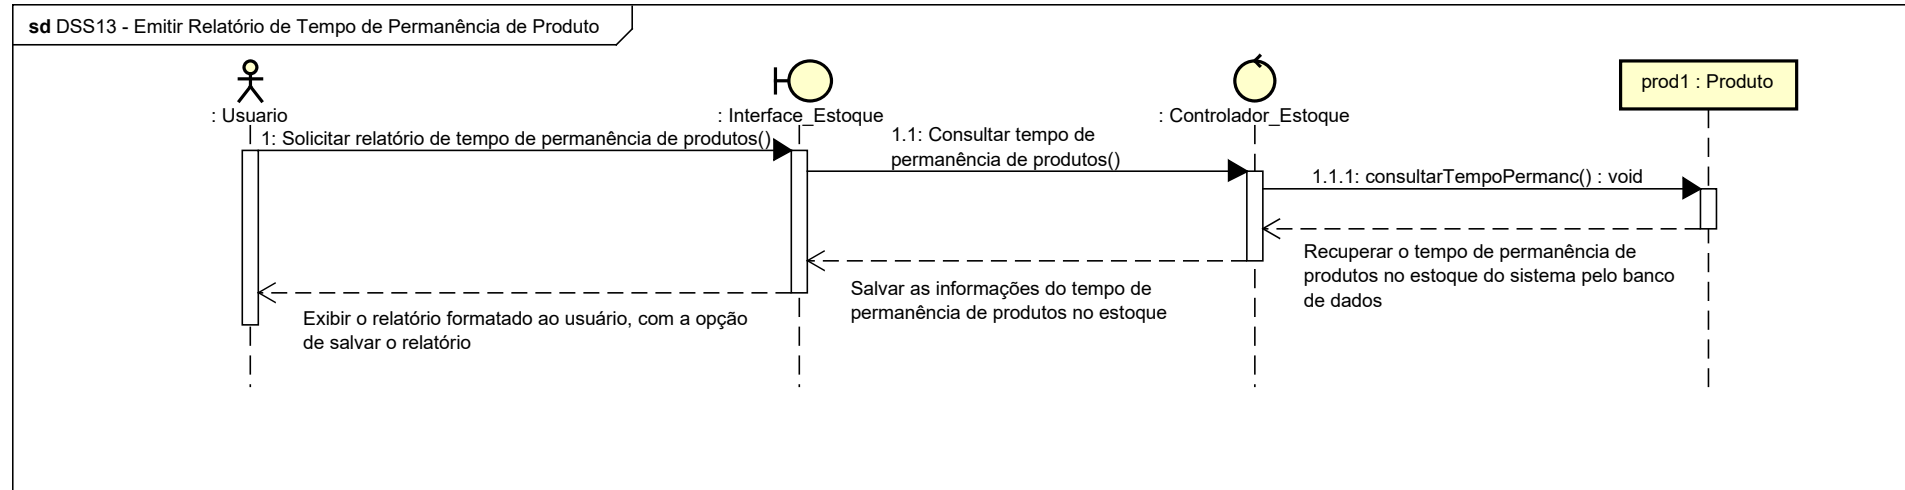 sd DSS13 - Emitir Relatório de Tempo de Permanência de Produto
: Usuario
: Interface_Estoque
: Controlador_Estoque
prod1 : Produto
1: Solicitar relatório de tempo de permanência de produtos()
1.1: Consultar tempo de
permanência de produtos()
1.1.1: consultarTempoPermanc() : void
Recuperar o tempo de permanência de
produtos no estoque do sistema pelo banco
de dados
Salvar as informações do tempo de
permanência de produtos no estoque
Exibir o relatório formatado ao usuário, com a opção
de salvar o relatório